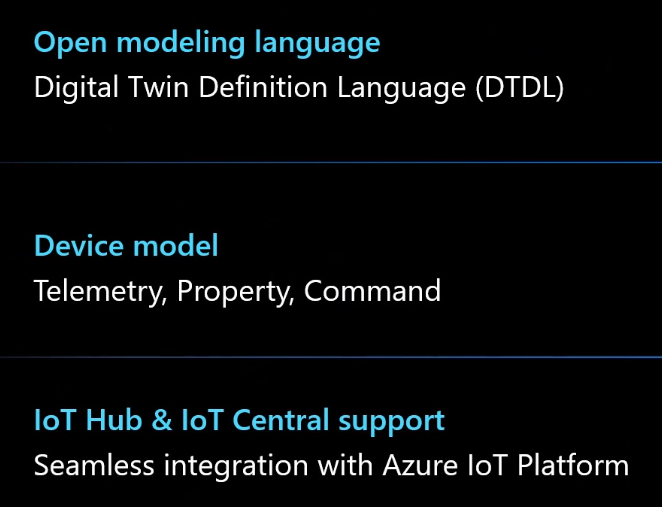 Open modeling language
Digital Twin Definition Language (DTDL)
Device model
Telemetry, Property, Command
IoT Hub & IoT Central support
Seamless integration with Azure IoT Platform